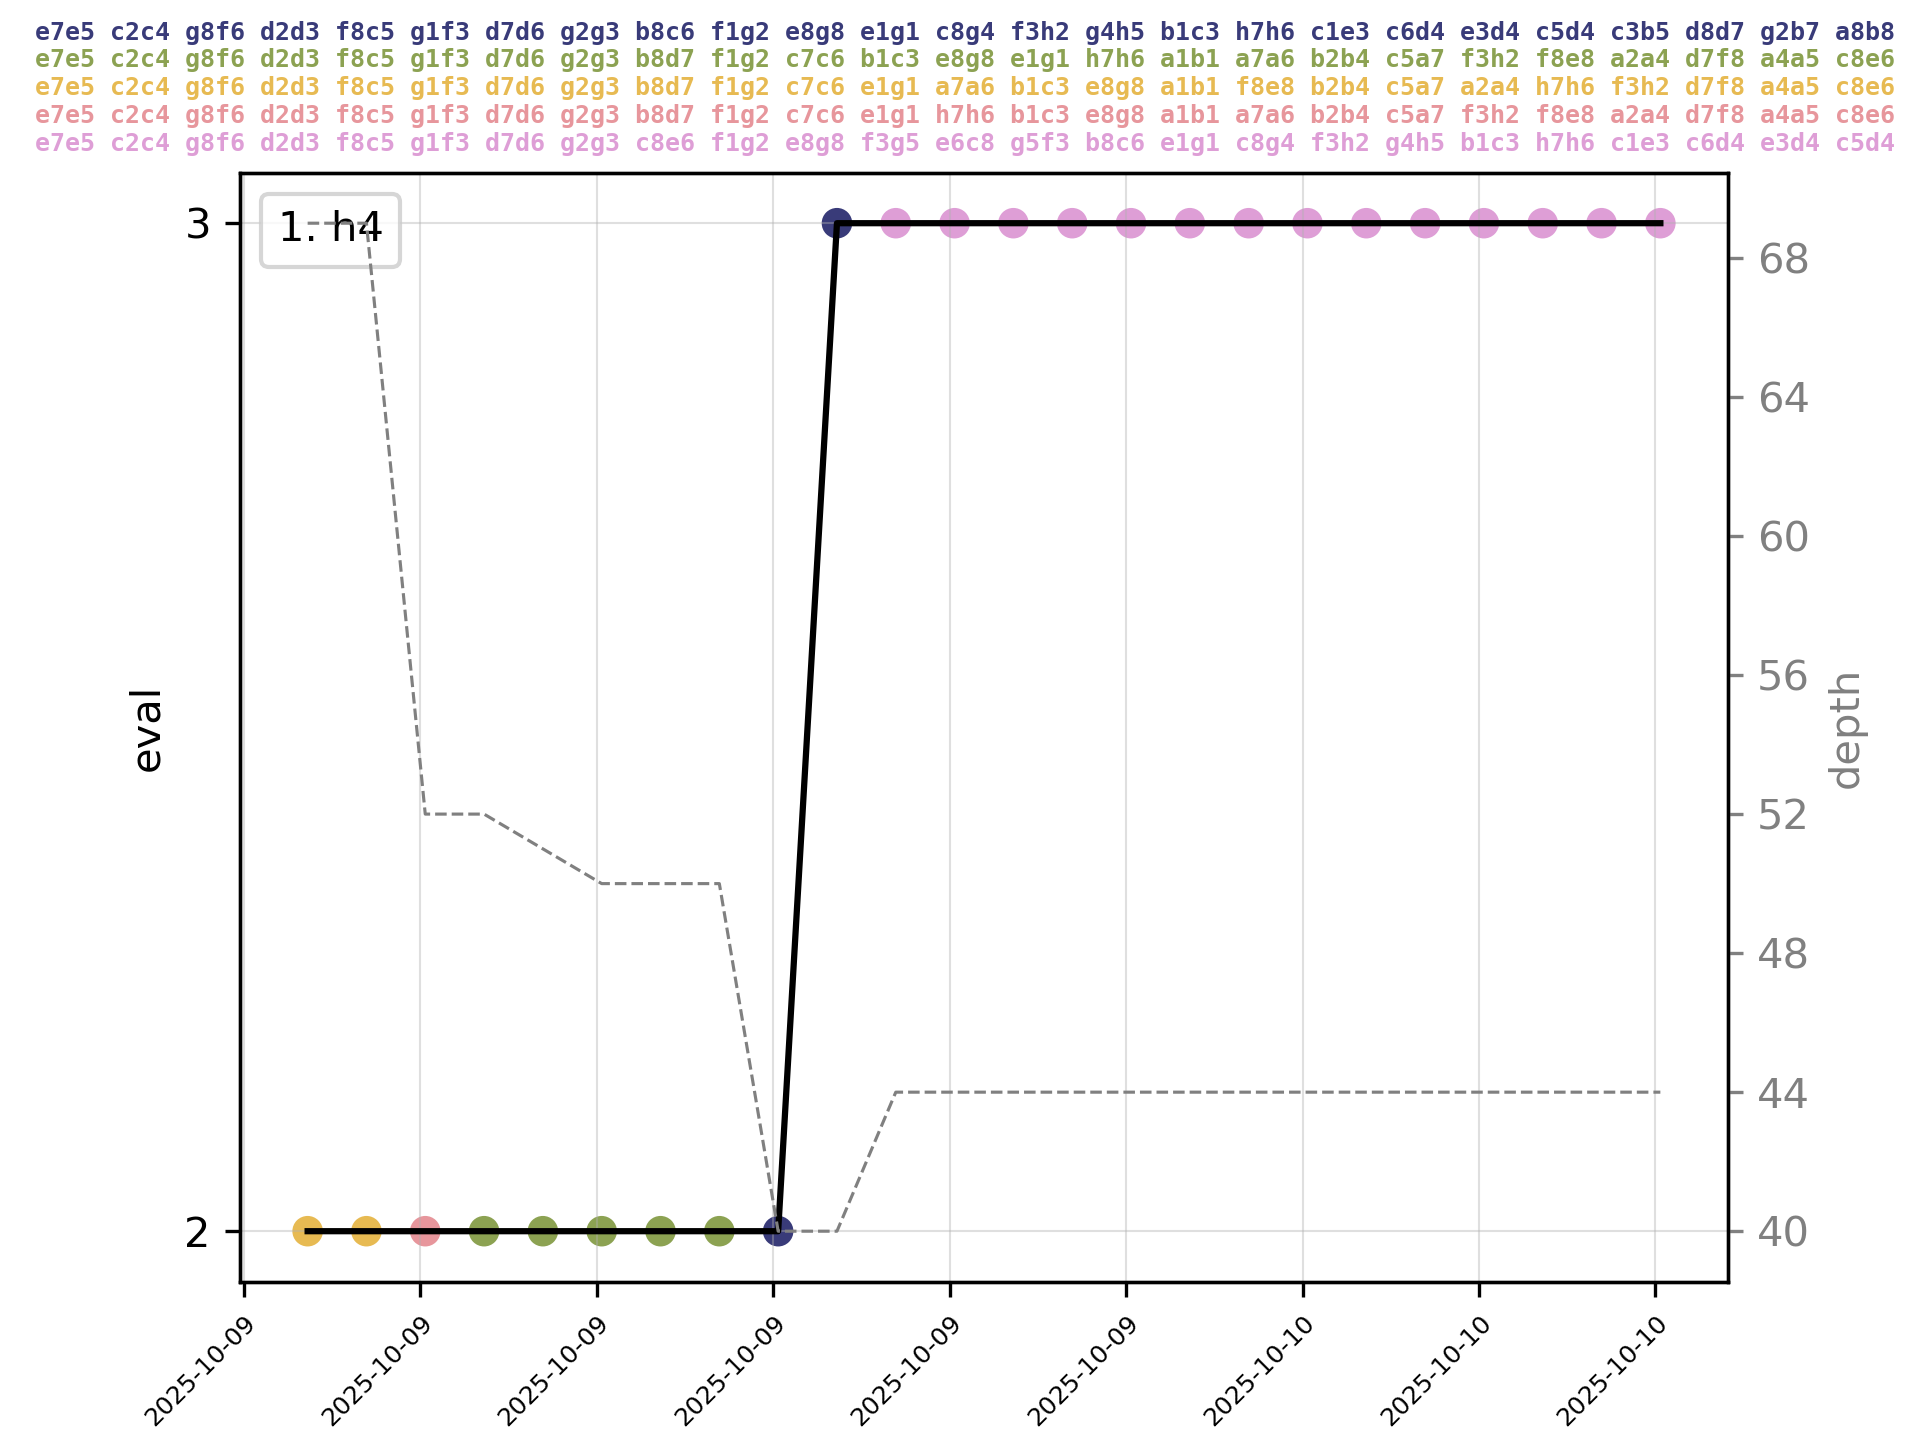 e7e5 c2c4 g8f6 d2d3 f8c5 g1f3 d7d6 g2g3 b8c6 f1g2 e8g8 e1g1 c8g4 f3h2 g4h5 b1c3 h7h6 c1e3 c6d4 e3d4 c5d4 c3b5 d8d7 g2b7 a8b8
e7e5 c2c4 g8f6 d2d3 f8c5 g1f3 d7d6 g2g3 b8d7 f1g2 c7c6 b1c3 e8g8 e1g1 h7h6 a1b1 a7a6 b2b4 c5a7 f3h2 f8e8 a2a4 d7f8 a4a5 c8e6
e7e5 c2c4 g8f6 d2d3 f8c5 g1f3 d7d6 g2g3 b8d7 f1g2 c7c6 e1g1 a7a6 b1c3 e8g8 a1b1 f8e8 b2b4 c5a7 a2a4 h7h6 f3h2 d7f8 a4a5 c8e6
e7e5 c2c4 g8f6 d2d3 f8c5 g1f3 d7d6 g2g3 b8d7 f1g2 c7c6 e1g1 h7h6 b1c3 e8g8 a1b1 a7a6 b2b4 c5a7 f3h2 f8e8 a2a4 d7f8 a4a5 c8e6
e7e5 c2c4 g8f6 d2d3 f8c5 g1f3 d7d6 g2g3 c8e6 f1g2 e8g8 f3g5 e6c8 g5f3 b8c6 e1g1 c8g4 f3h2 g4h5 b1c3 h7h6 c1e3 c6d4 e3d4 c5d4
1. h4
3
2
eval
68
64
60
56
52
48
44
40
depth
2025-10-09
2025-10-09
2025-10-09
2025-10-09
2025-10-09
2025-10-09
2025-10-10
2025-10-10
2025-10-10